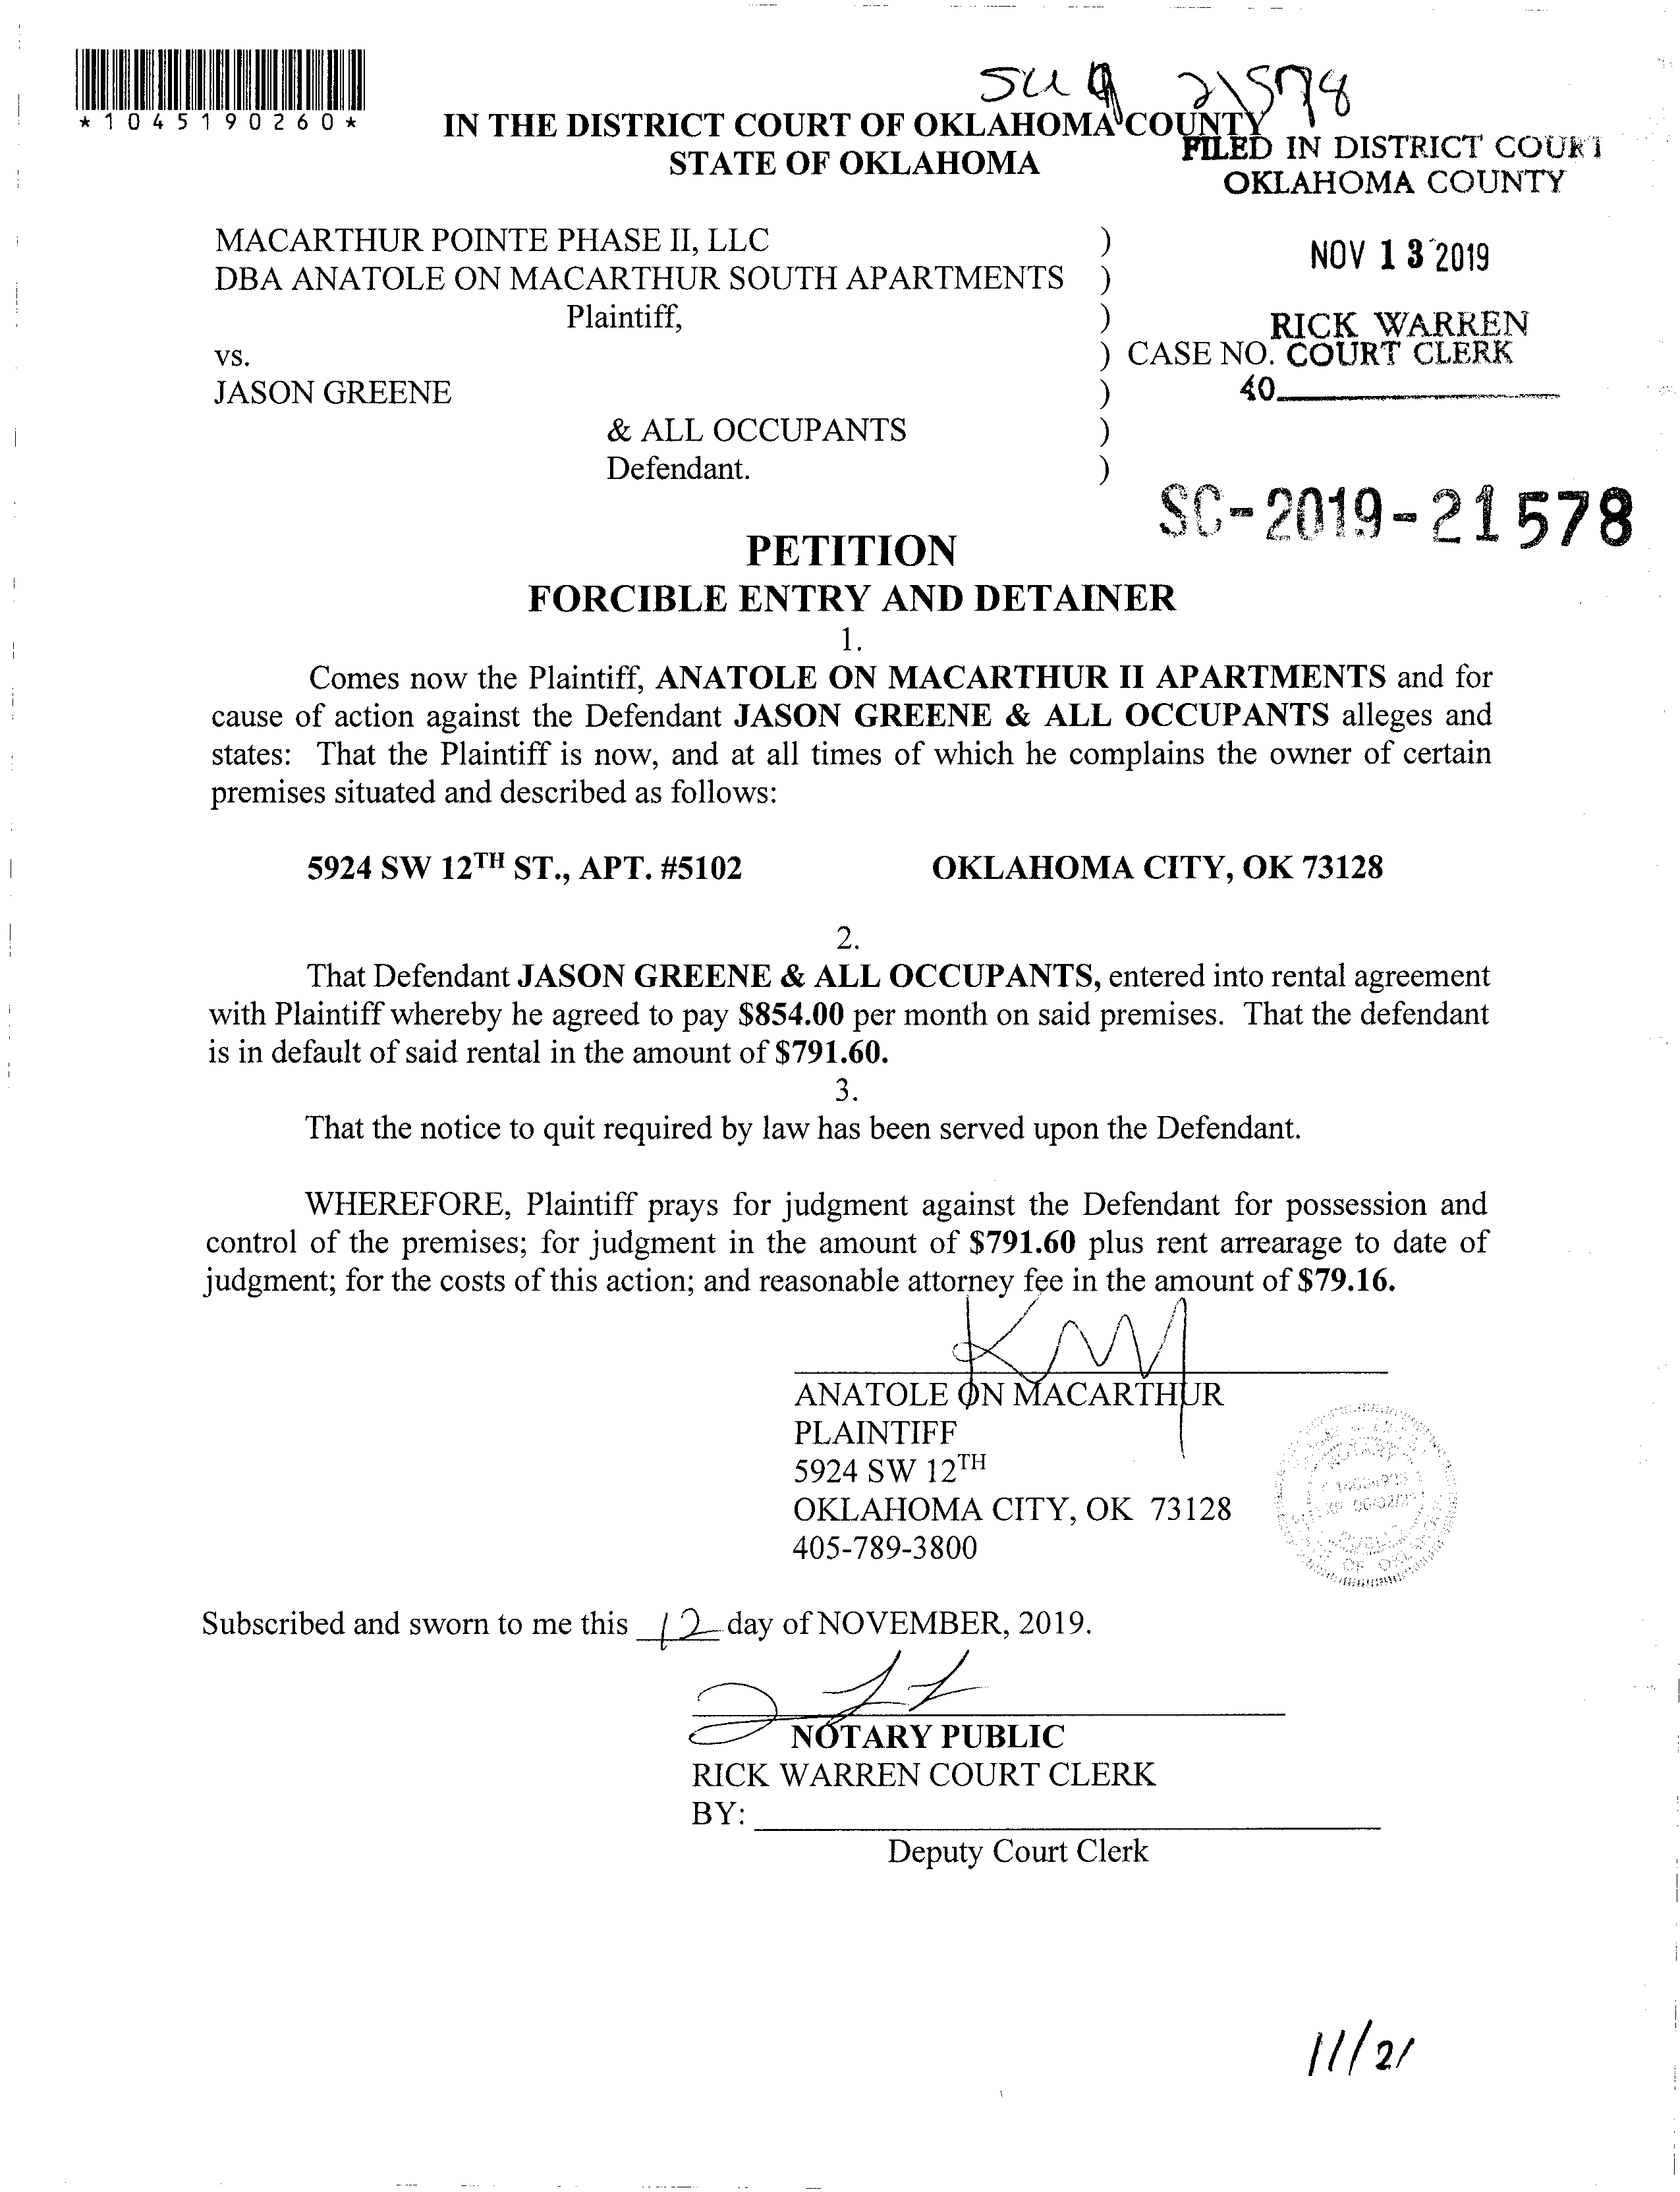 *1045190260*
IN THE DISTRICT COURT OF OKLAHOMA COUNTY
STATE OF OKLAHOMA
FILED IN DISTRICT COURT
OKLAHOMA COUNTY
NOV 13 2019
RICK WARREN
COURT CLERK
40
MACARTHUR POINTE PHASE II, LLC )
DBA ANATOLE ON MACARTHUR SOUTH APARTMENTS )
Plaintiff, )
vs. ) CASE NO.
JASON GREENE )
& ALL OCCUPANTS )
Defendant. )
SC-2019-21578
PETITION
FORCIBLE ENTRY AND DETAINER
1.
Comes now the Plaintiff, ANATOLE ON MACARTHUR II APARTMENTS and for
cause of action against the Defendant JASON GREENE & ALL OCCUPANTS alleges and
states: That the Plaintiff is now, and at all times of which he complains the owner of certain
premises situated and described as follows:
5924 SW 12TH ST., APT. #5102 OKLAHOMA CITY, OK 73128
2.
That Defendant JASON GREENE & ALL OCCUPANTS, entered into rental agreement
with Plaintiff whereby he agreed to pay $854.00 per month on said premises. That the defendant
is in default of said rental in the amount of $791.60.
3.
That the notice to quit required by law has been served upon the Defendant.
WHEREFORE, Plaintiff prays for judgment against the Defendant for possession and
control of the premises; for judgment in the amount of $791.60 plus rent arrearage to date of
judgment; for the costs of this action; and reasonable attorney fee in the amount of $79.16.
ANATOLE ON MACARTHUR
PLAINTIFF
5924 SW 12TH
OKLAHOMA CITY, OK 73128
405-789-3800
Subscribed and sworn to me this 12 day of NOVEMBER, 2019.
NOTARY PUBLIC
RICK WARREN COURT CLERK
BY:
Deputy Court Clerk
11/21